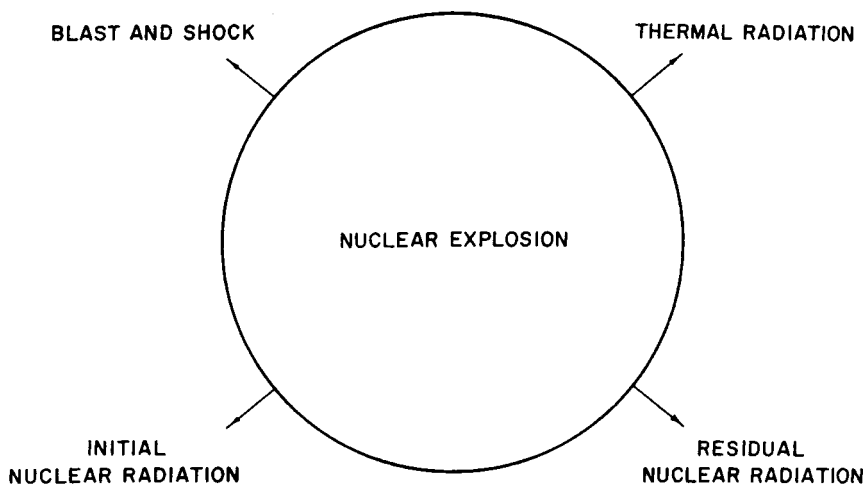 BLAST AND SHOCK
THERMAL RADIATION
NUCLEAR EXPLOSION
INITIAL
NUCLEAR RADIATION
RESIDUAL
NUCLEAR RADIATION